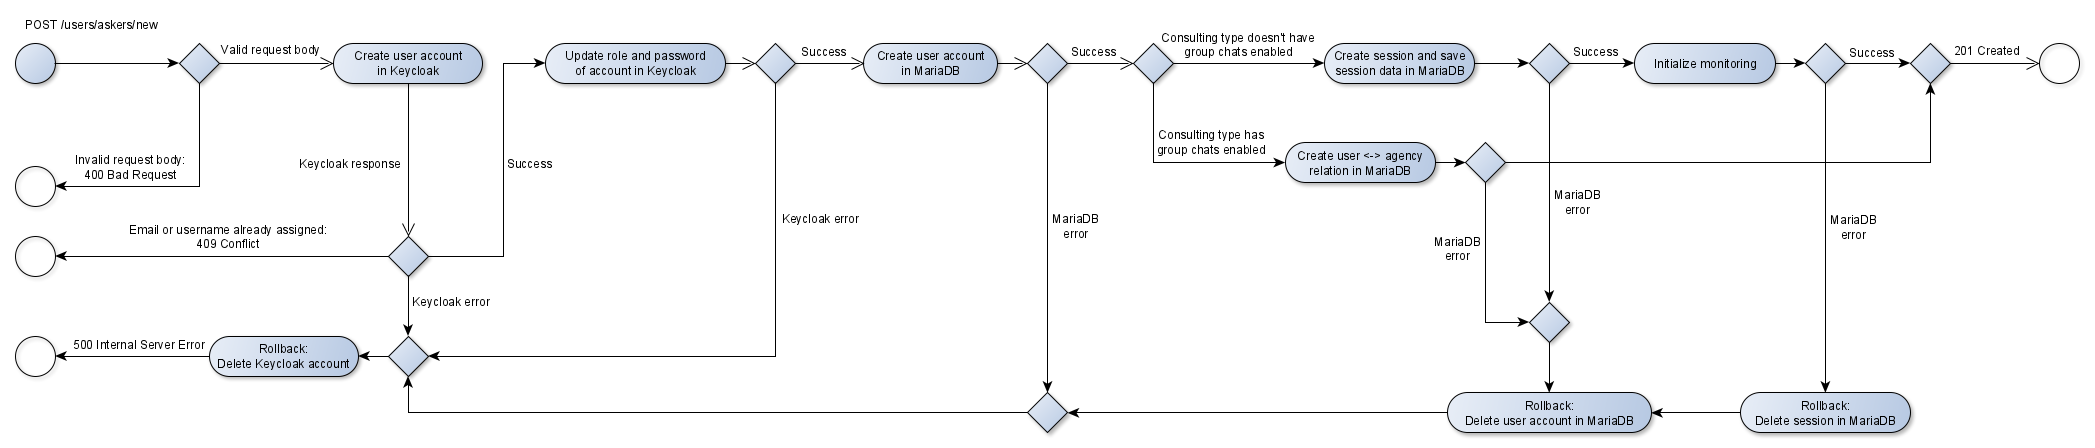 POST /users/askers/new
Valid request body
Create user account
in Keycloak
Update role and password
of account in Keycloak
Success
Create user account
in MariaDB
Success
Consulting type doesn't have
group chats enabled
Create session and save
session data in MariaDB
Success
Initialize monitoring
Success
201 Created
Invalid request body:
400 Bad Request
Keycloak response
Success
Consulting type has
group chats enabled
Create user <-> agency
relation in MariaDB
Email or username already assigned:
409 Conflict
Keycloak error
MariaDB
error
MariaDB
error
MariaDB
error
MariaDB
error
Keycloak error
500 Internal Server Error
Rollback:
Delete Keycloak account
Rollback:
Delete user account in MariaDB
Rollback:
Delete session in MariaDB